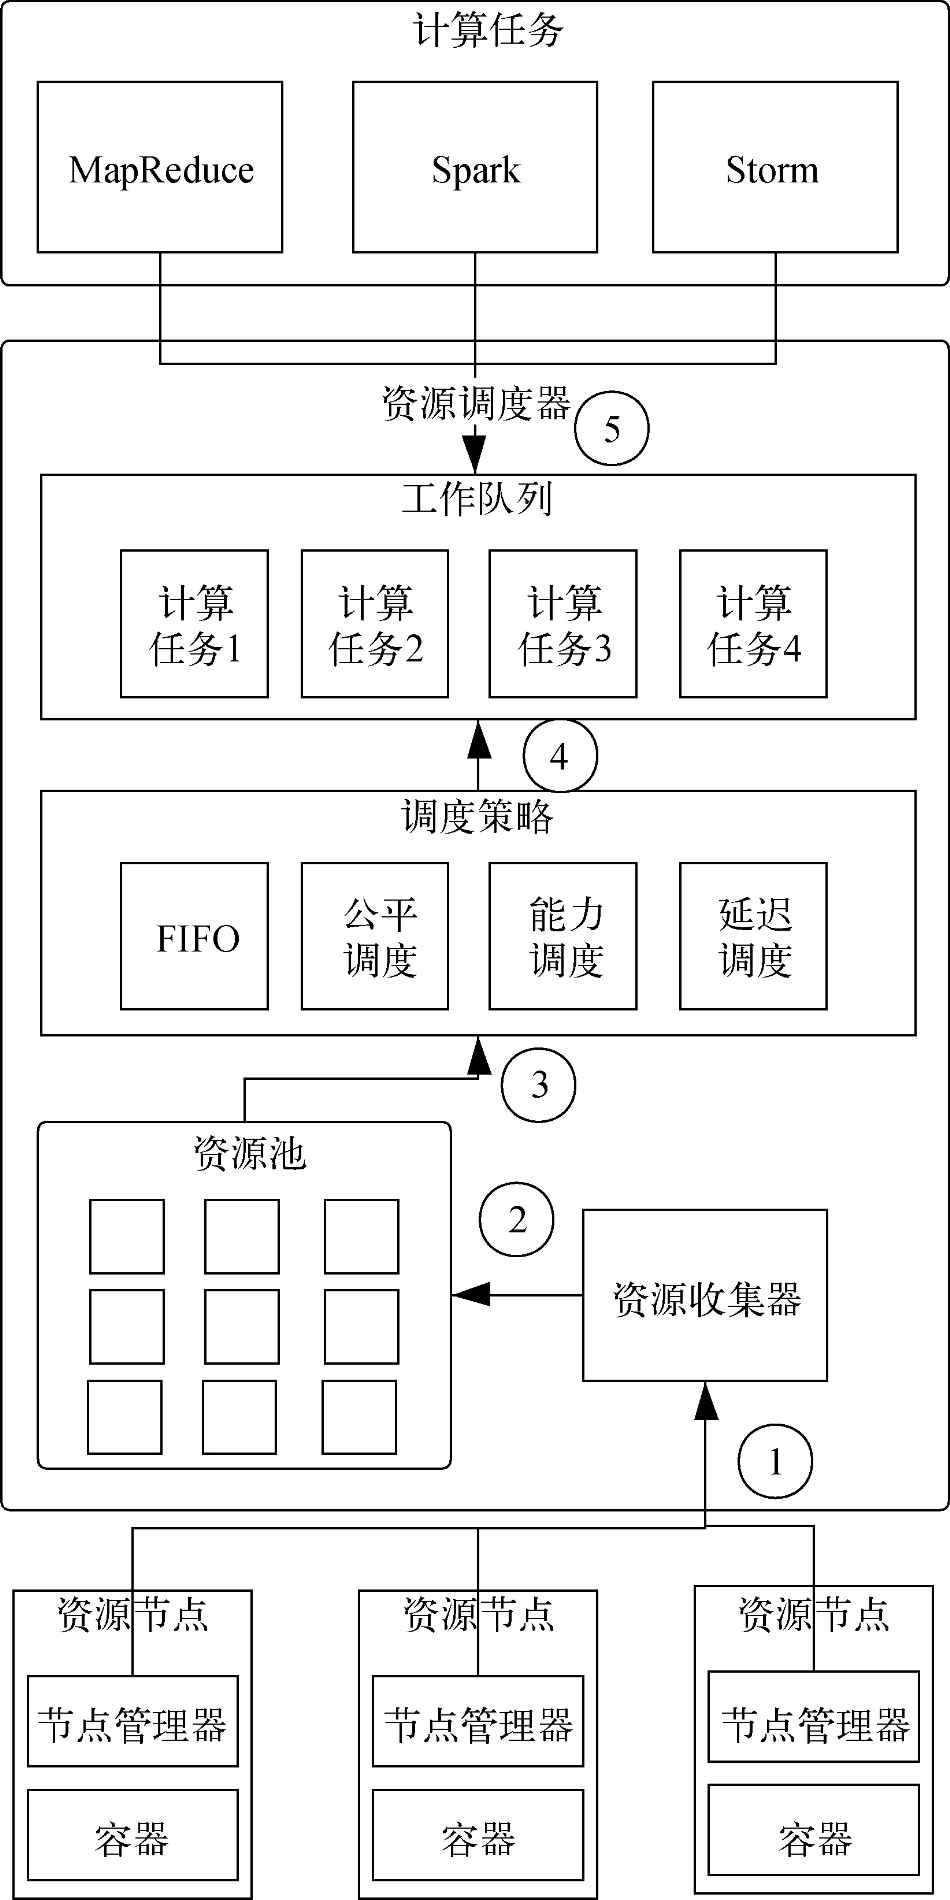 计算任务
MapReduce
Spark
Storm
资源调度器
⑤
工作队列
计算
任务1
计算
任务2
计算
任务3
计算
任务4
④
调度策略
FIFO
公平
调度
能力
调度
延迟
调度
③
资源池
②
资源收集器
①
资源节点
资源节点
资源节点
节点管理器
节点管理器
节点管理器
容器
容器
容器